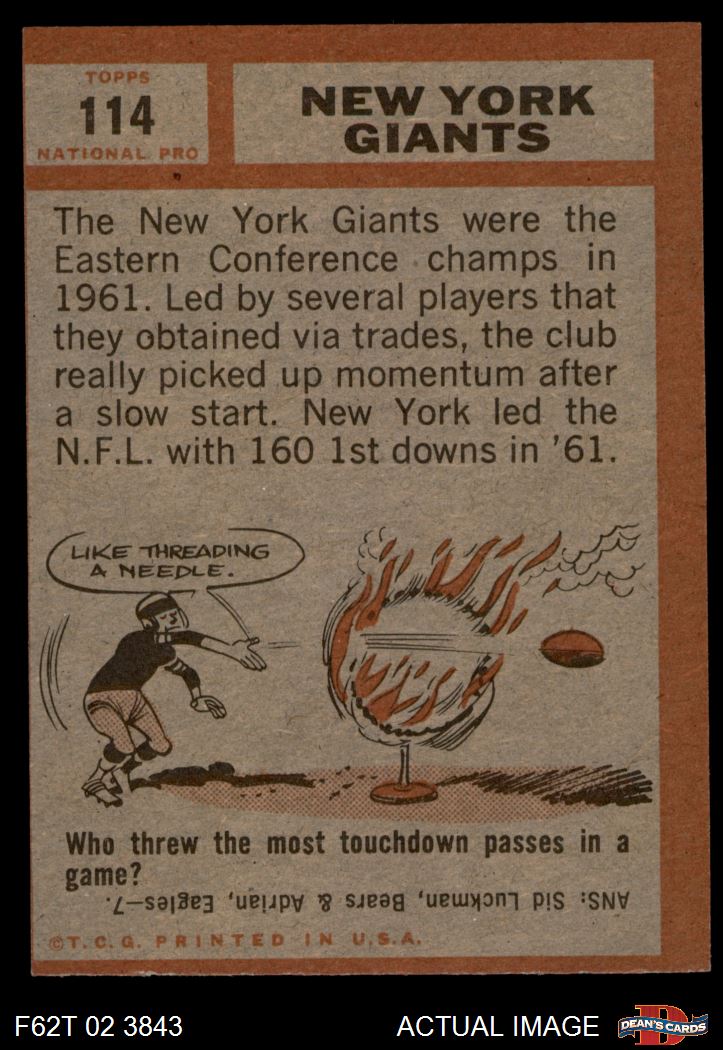 TOPPS
114
NATIONAL PRO
NEW YORK
GIANTS
The New York Giants were the
Eastern Conference champs in
1961. Led by several players that
they obtained via trades, the club
really picked up momentum after
a slow start. New York led the
N.F.L. with 160 1st downs in '61.
LIKE THREADING
A NEEDLE.
Who threw the most touchdown passes in a
game?
ANS: Sid Luckman, Bears & Adrian, Eagles—7.
©T.C.G. PRINTED IN U.S.A.
F62T 02 3843
ACTUAL IMAGE
D
DEAN'S CARDS